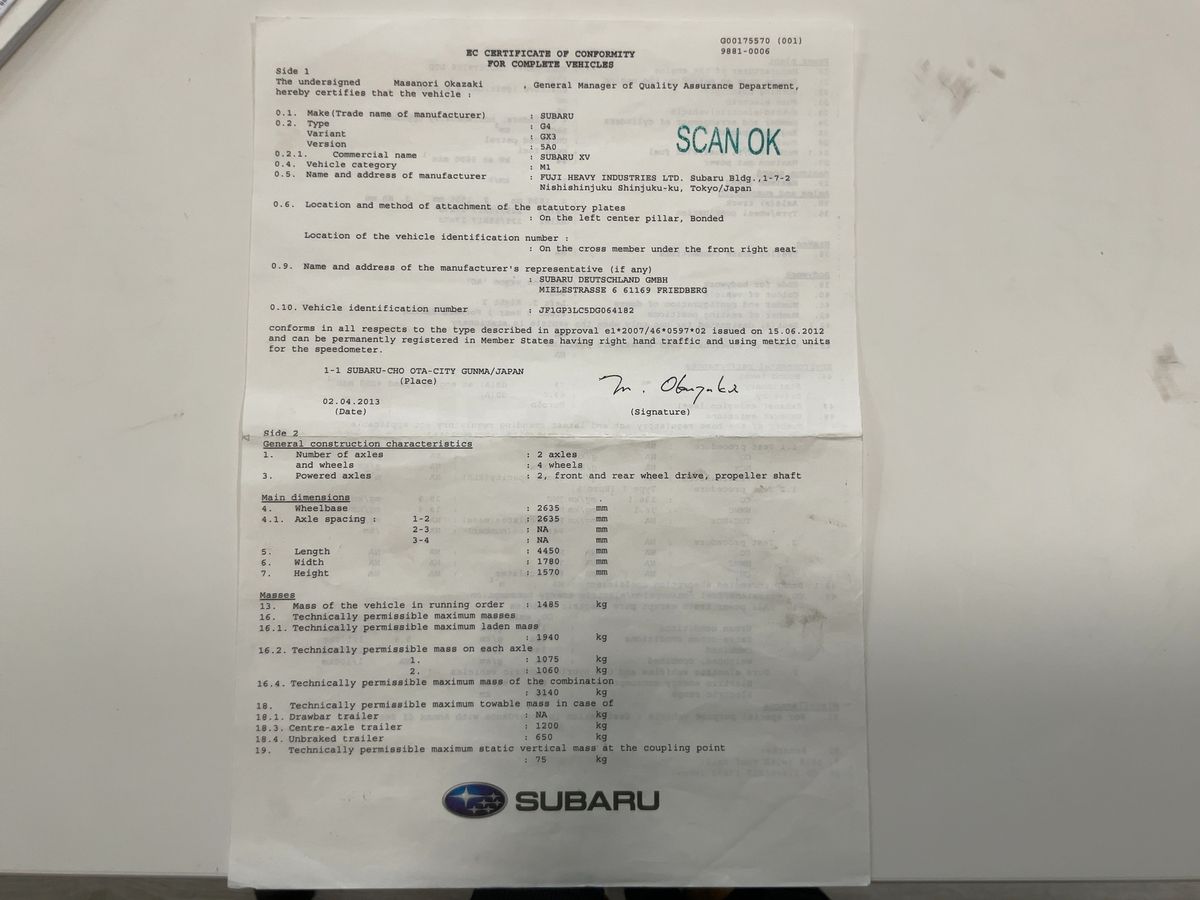 G00175570 (001)
9881-0006
EC CERTIFICATE OF CONFORMITY
FOR COMPLETE VEHICLES
Side 1
The undersigned Masanori Okazaki , General Manager of Quality Assurance Department,
hereby certifies that the vehicle :
0.1. Make(Trade name of manufacturer) : SUBARU
0.2. Type : G4
Variant : GX3
Version : 5A0
0.2.1. Commercial name : SUBARU XV
0.4. Vehicle category : M1
0.5. Name and address of manufacturer : FUJI HEAVY INDUSTRIES LTD. Subaru Bldg.,1-7-2
Nishishinjuku Shinjuku-ku, Tokyo/Japan
SCAN OK
0.6. Location and method of attachment of the statutory plates
: On the left center pillar, Bonded
Location of the vehicle identification number :
: On the cross member under the front right seat
0.9. Name and address of the manufacturer's representative (if any)
: SUBARU DEUTSCHLAND GMBH
MIELESTRASSE 6 61169 FRIEDBERG
0.10. Vehicle identification number : JF1GP3LC5DG064182
conforms in all respects to the type described in approval e1*2007/46*0597*02 issued on 15.06.2012
and can be permanently registered in Member States having right hand traffic and using metric units
for the speedometer.
1-1 SUBARU-CHO OTA-CITY GUNMA/JAPAN
(Place)
02.04.2013
(Date)
(Signature)
Side 2
General construction characteristics
1. Number of axles : 2 axles
and wheels : 4 wheels
3. Powered axles : 2, front and rear wheel drive, propeller shaft
Main dimensions
4. Wheelbase : 2635 mm
4.1. Axle spacing : 1-2 : 2635 mm
2-3 : NA mm
3-4 : NA mm
5. Length : 4450 mm
6. Width : 1780 mm
7. Height : 1570 mm
Masses
13. Mass of the vehicle in running order : 1485 kg
16. Technically permissible maximum masses
16.1. Technically permissible maximum laden mass
: 1940 kg
16.2. Technically permissible mass on each axle
1. : 1075 kg
2. : 1060 kg
16.4. Technically permissible maximum mass of the combination
: 3140 kg
18. Technically permissible maximum towable mass in case of
18.1. Drawbar trailer : NA kg
18.3. Centre-axle trailer : 1200 kg
18.4. Unbraked trailer : 650 kg
19. Technically permissible maximum static vertical mass at the coupling point
: 75 kg
SUBARU